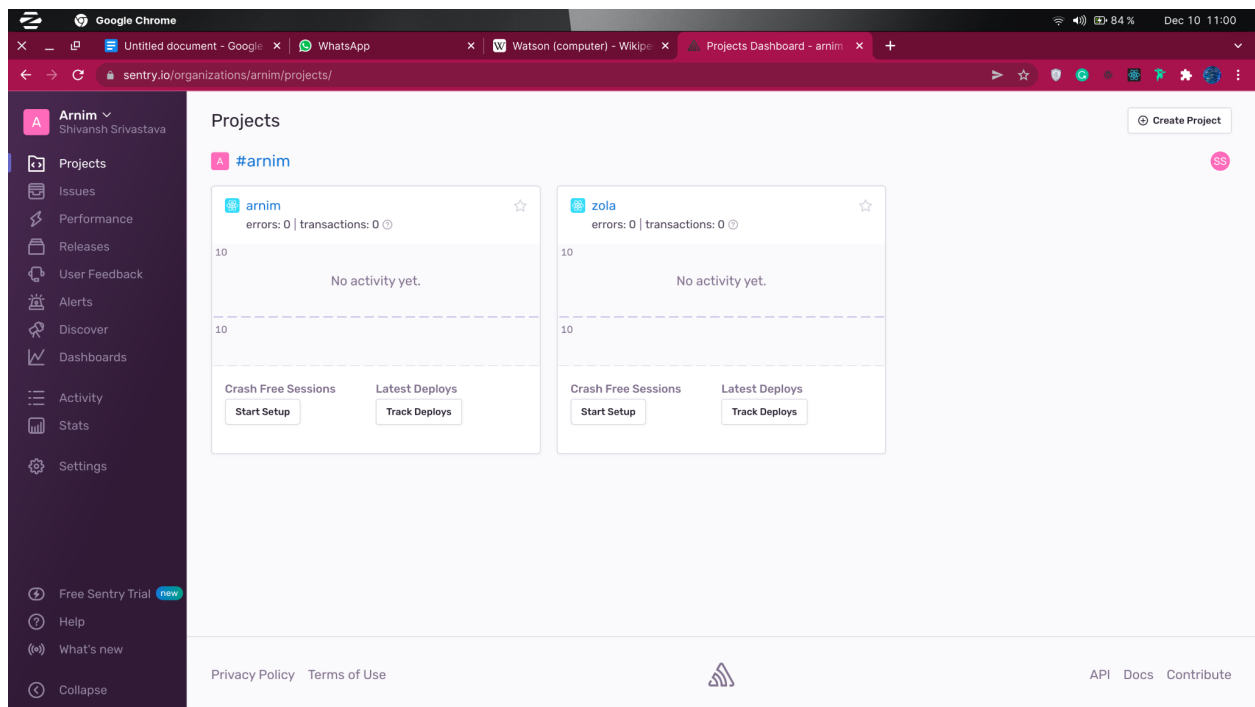 Google Chrome
84 %
Dec 10 11:00
Untitled document - Google
WhatsApp
Watson (computer) - Wikipe
Projects Dashboard - arnim
sentry.io/organizations/arnim/projects/
A
Arnim
Shivansh Srivastava
Projects
Issues
Performance
Releases
User Feedback
Alerts
Discover
Dashboards
Activity
Stats
Settings
Free Sentry Trial new
Help
What's new
Collapse
Projects
Create Project
A #arnim
SS
arnim
errors: 0 | transactions: 0
10
No activity yet.
10
Crash Free Sessions
Latest Deploys
Start Setup
Track Deploys
zola
errors: 0 | transactions: 0
10
No activity yet.
10
Crash Free Sessions
Latest Deploys
Start Setup
Track Deploys
Privacy Policy
Terms of Use
API
Docs
Contribute